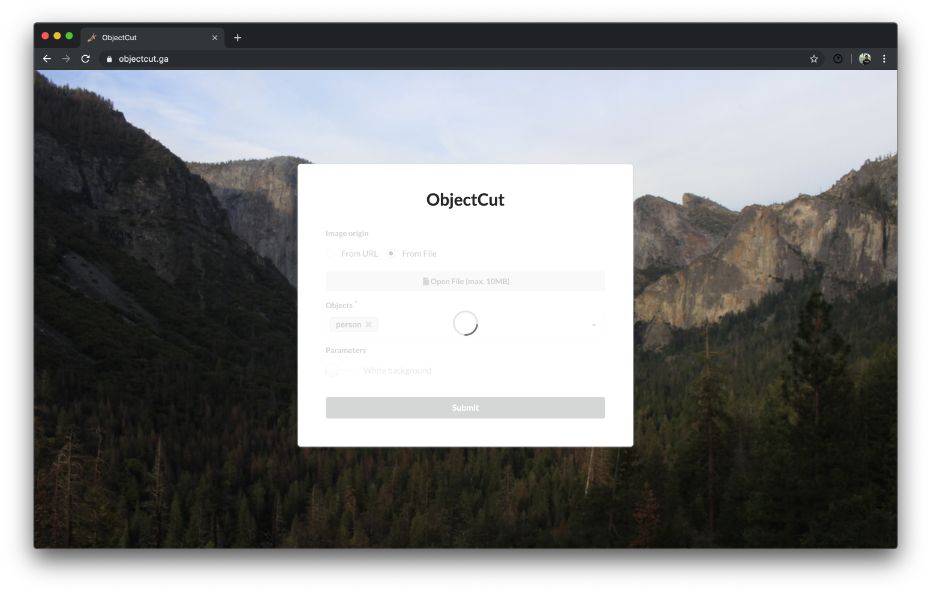 ObjectCut
objectcut.ga
ObjectCut
Image origin
From URL From File
Open File (max. 10MB)
Objects *
person ✖
Parameters
White background
Submit